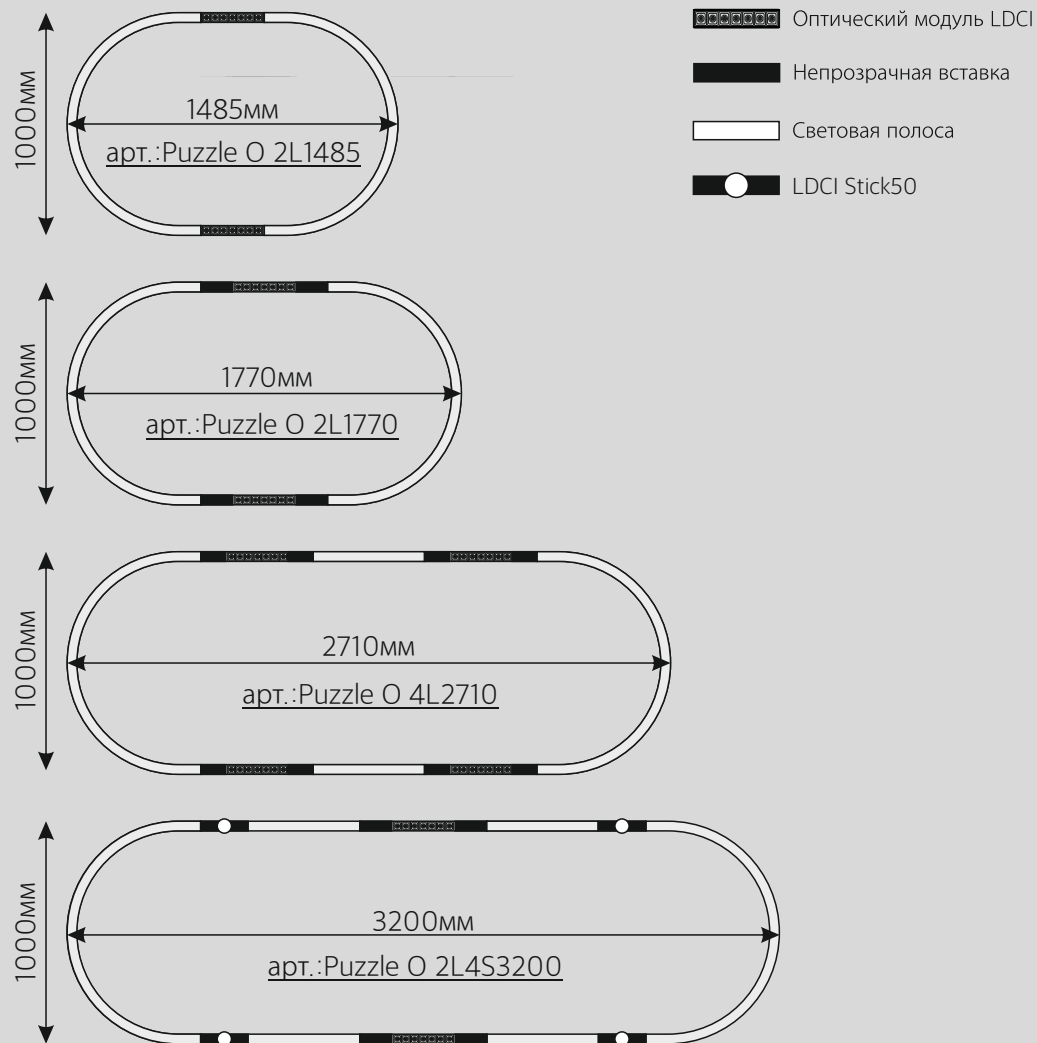 1000мм
1485мм
арт.:Puzzle O 2L1485
Оптический модуль LDCI
Непрозрачная вставка
Световая полоса
LDCI Stick50
1000мм
1770мм
арт.:Puzzle O 2L1770
1000мм
2710мм
арт.:Puzzle O 4L2710
1000мм
3200мм
арт.:Puzzle O 2L4S3200